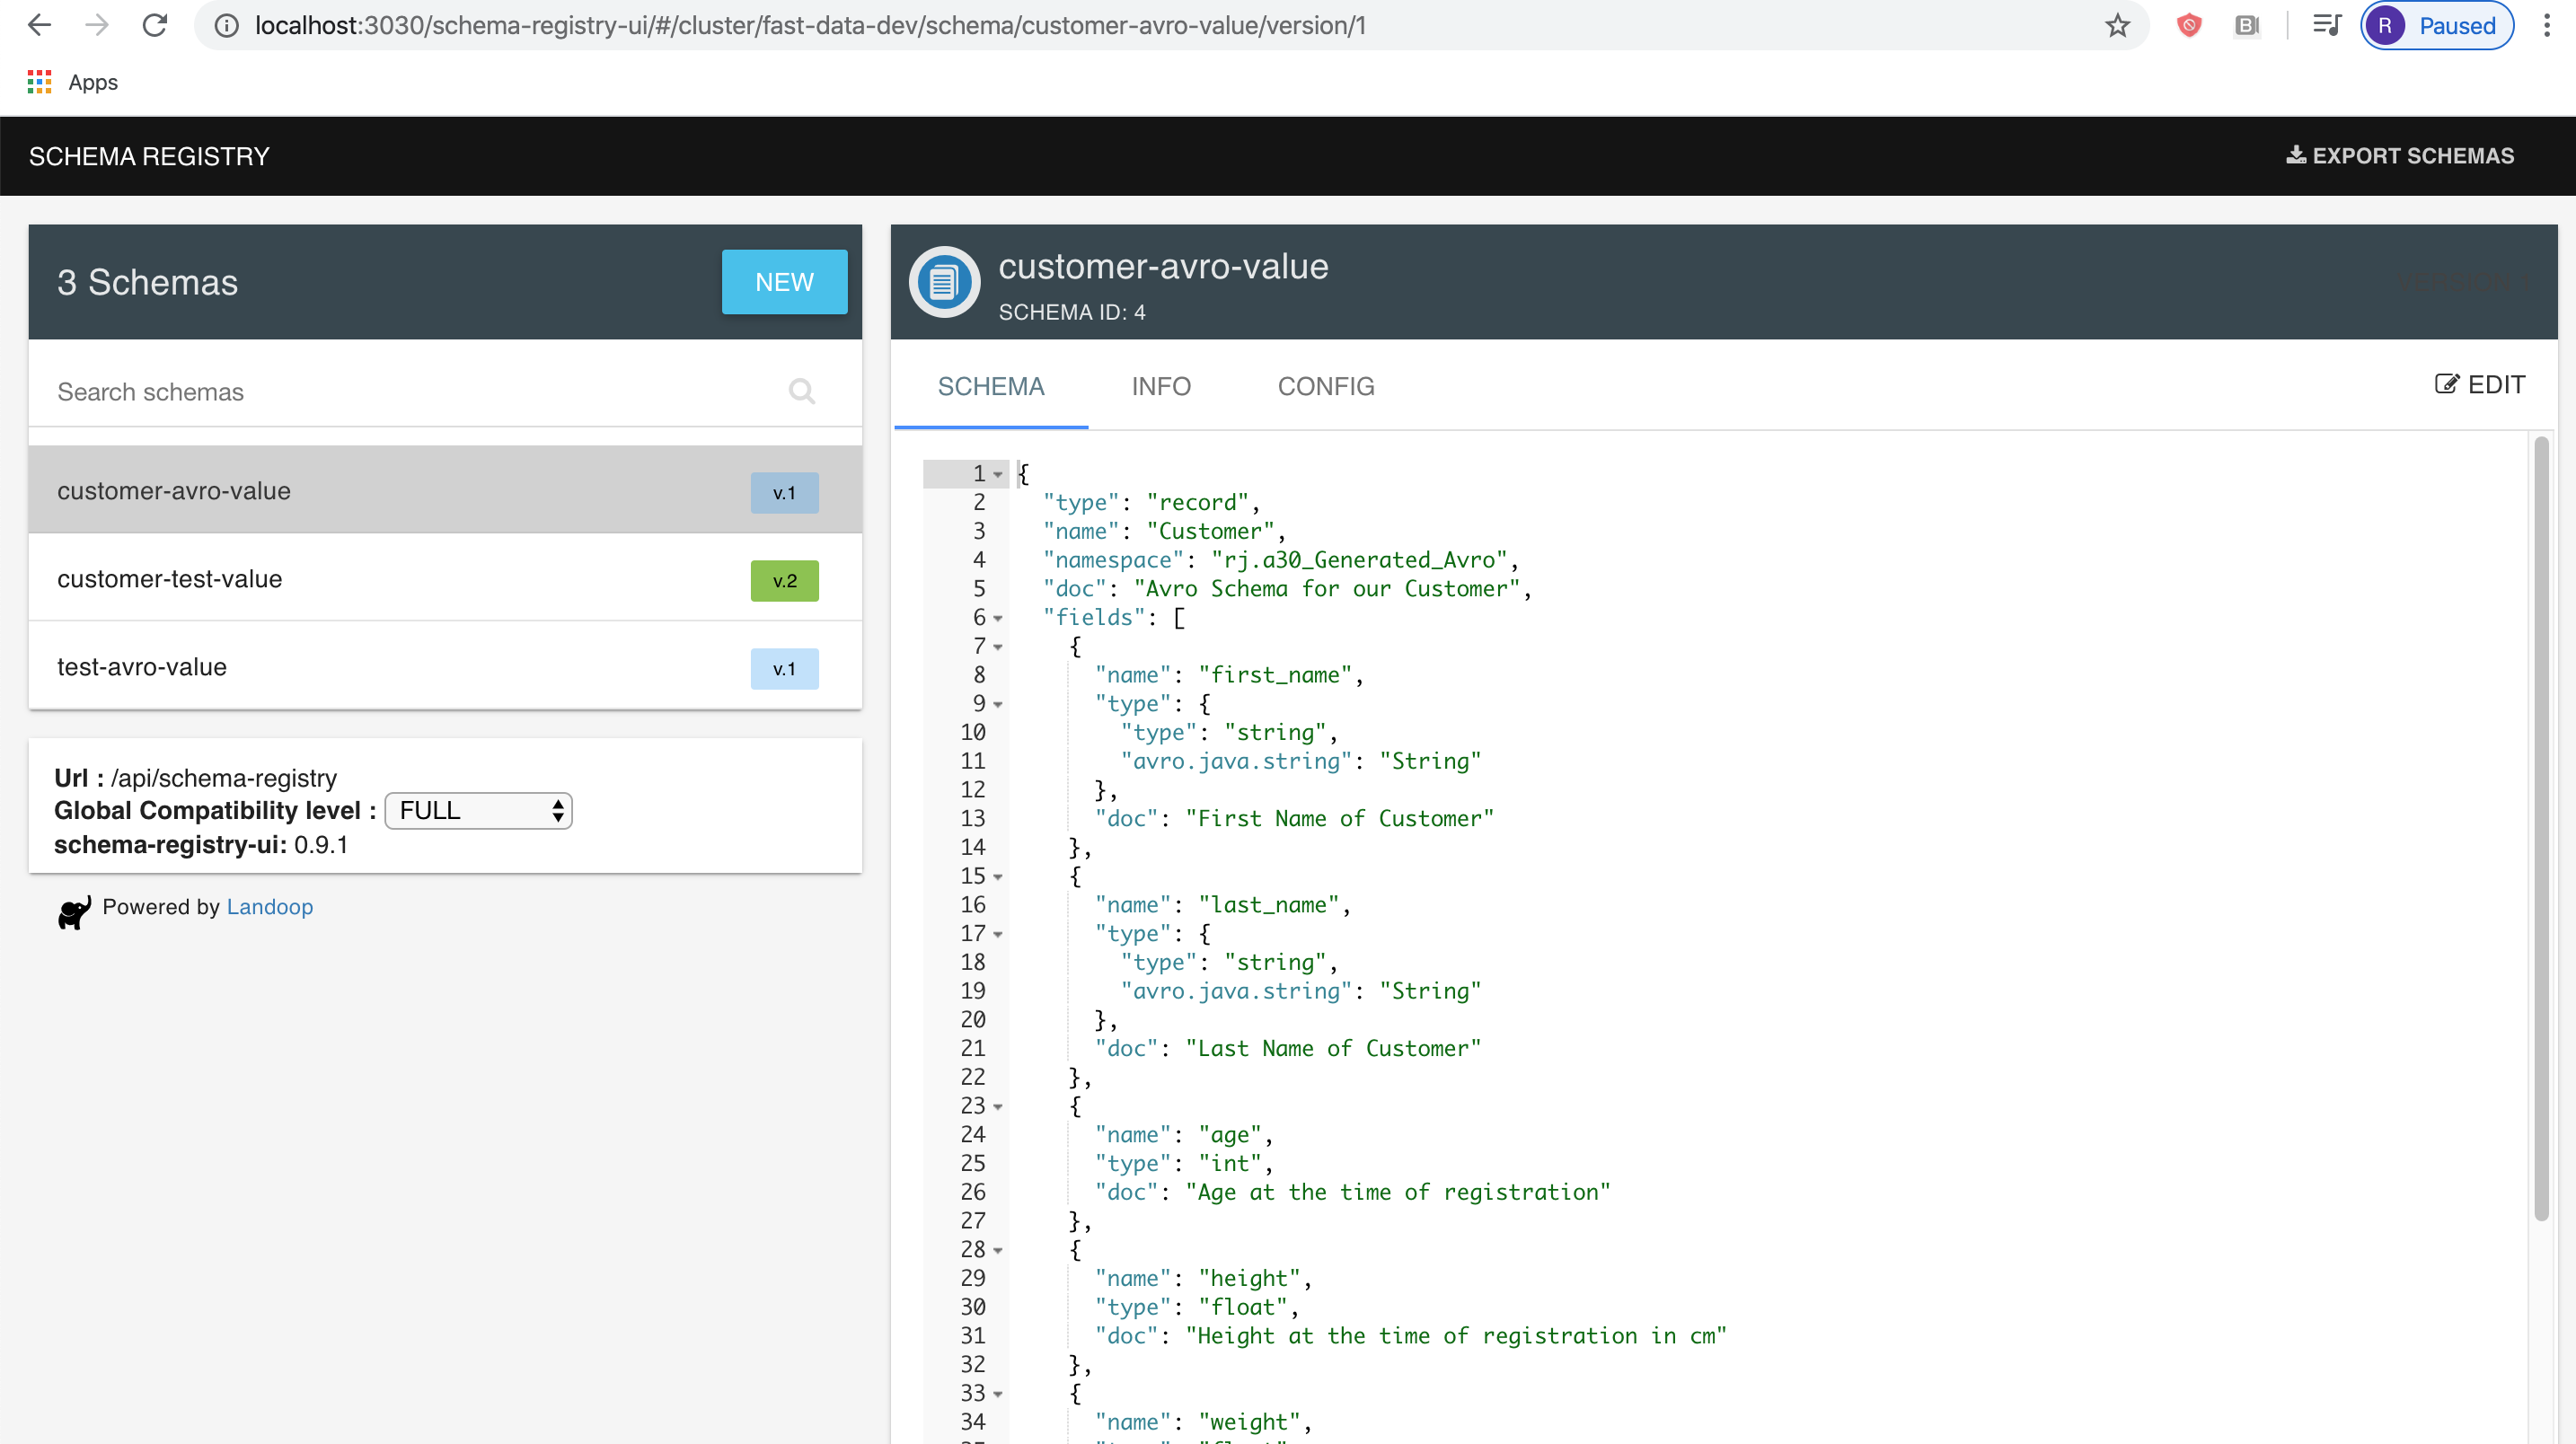 localhost:3030/schema-registry-ui/#/cluster/fast-data-dev/schema/customer-avro-value/version/1
R Paused
Apps
SCHEMA REGISTRY
EXPORT SCHEMAS
3 Schemas
NEW
Search schemas
customer-avro-value v.1
customer-test-value v.2
test-avro-value v.1
Url : /api/schema-registry
Global Compatibility level : FULL
schema-registry-ui: 0.9.1
Powered by Landoop
customer-avro-value
SCHEMA ID: 4
SCHEMA INFO CONFIG
EDIT
1 {
2 "type": "record",
3 "name": "Customer",
4 "namespace": "rj.a30_Generated_Avro",
5 "doc": "Avro Schema for our Customer",
6 "fields": [
7 {
8 "name": "first_name",
9 "type": {
10 "type": "string",
11 "avro.java.string": "String"
12 },
13 "doc": "First Name of Customer"
14 },
15 {
16 "name": "last_name",
17 "type": {
18 "type": "string",
19 "avro.java.string": "String"
20 },
21 "doc": "Last Name of Customer"
22 },
23 {
24 "name": "age",
25 "type": "int",
26 "doc": "Age at the time of registration"
27 },
28 {
29 "name": "height",
30 "type": "float",
31 "doc": "Height at the time of registration in cm"
32 },
33 {
34 "name": "weight",